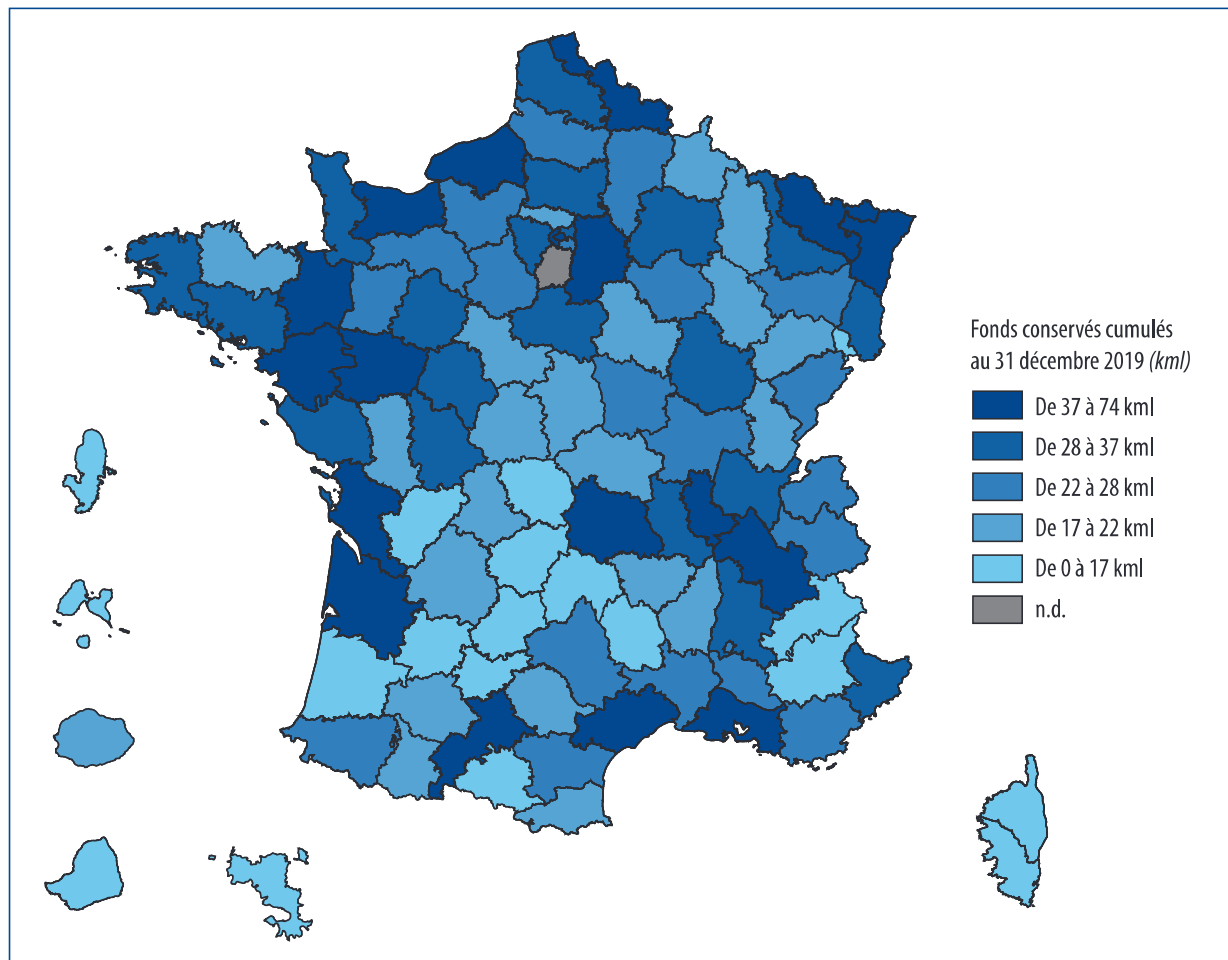 Fonds conservés cumulés
au 31 décembre 2019 (kml)
De 37 à 74 kml
De 28 à 37 kml
De 22 à 28 kml
De 17 à 22 kml
De 0 à 17 kml
n.d.